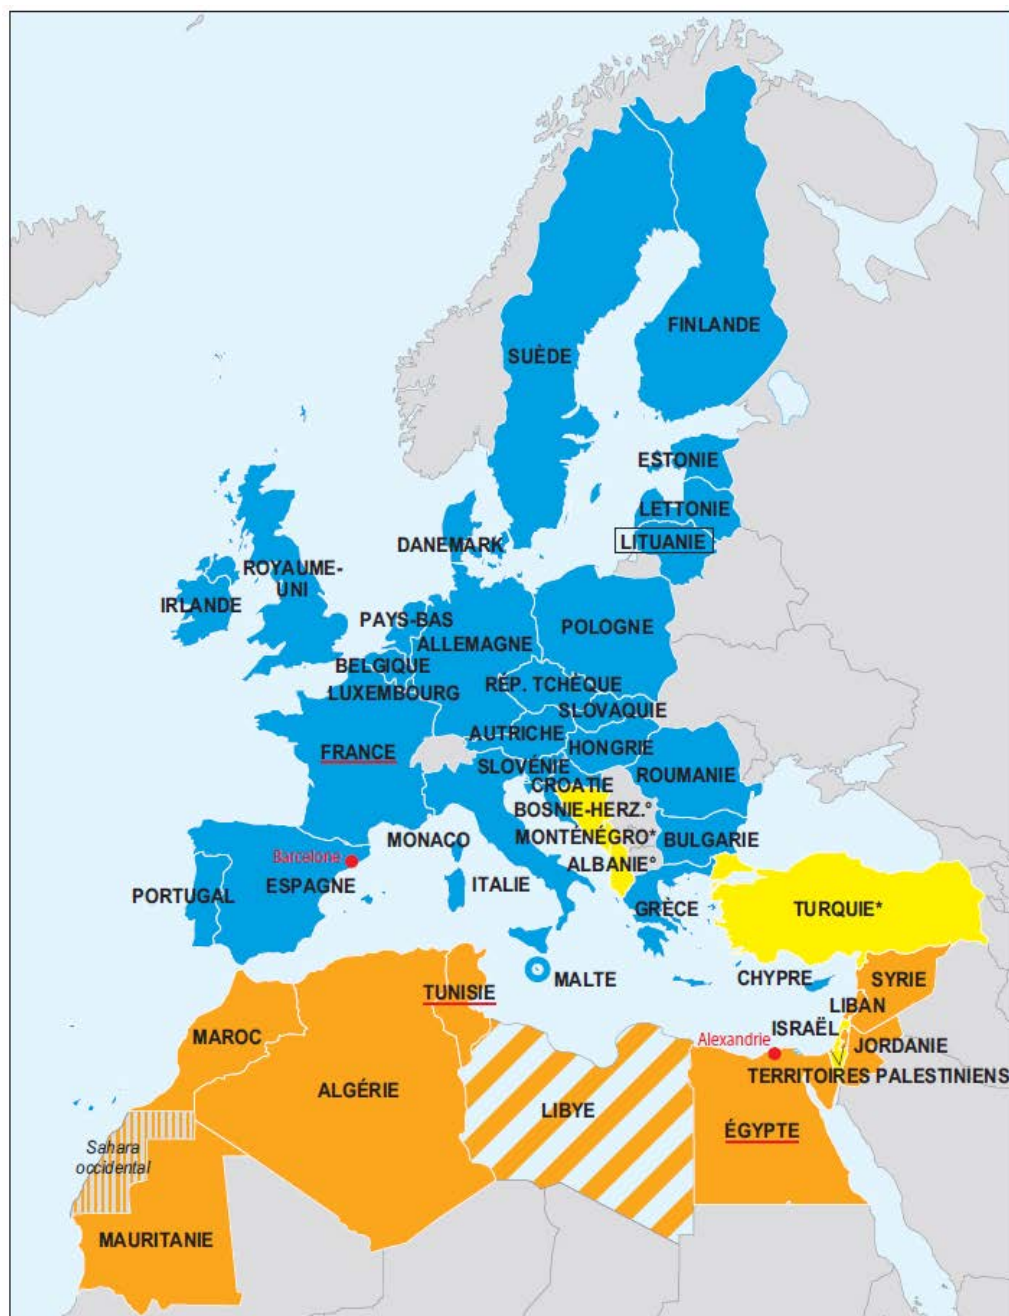 FINLANDE
SUÈDE
ESTONIE
LETTONIE
LITUANIE
DANEMARK
ROYAUME-
UNI
IRLANDE
PAYS-BAS
ALLEMAGNE
POLOGNE
BELGIQUE
LUXEMBOURG
RÉP. TCHÈQUE
SLOVAQUIE
AUTRICHE
FRANCE
HONGRIE
SLOVÉNIE
ROUMANIE
CROATIE
BOSNIE-HERZ.°
MONACO
MONTÉNÉGRO*
BULGARIE
Barcelone
ALBANIE°
ESPAGNE
ITALIE
PORTUGAL
GRÈCE
TURQUIE*
MALTE
CHYPRE
SYRIE
TUNISIE
LIBAN
MAROC
ISRAËL
Alexandrie
JORDANIE
TERRITOIRES PALESTINIENS
ALGÉRIE
LIBYE
ÉGYPTE
Sahara
occidental
MAURITANIE